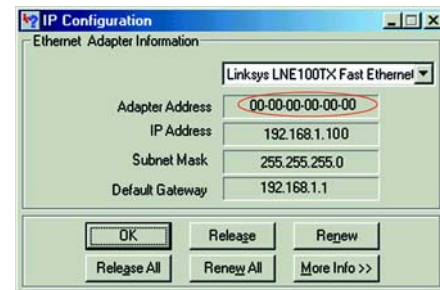 IP Configuration
Ethernet Adapter Information
Linksys LNE100TX Fast Ethernet
Adapter Address 00-00-00-00-00-00
IP Address 192.168.1.100
Subnet Mask 255.255.255.0
Default Gateway 192.168.1.1
OK Release Renew
Release All Renew All More Info >>